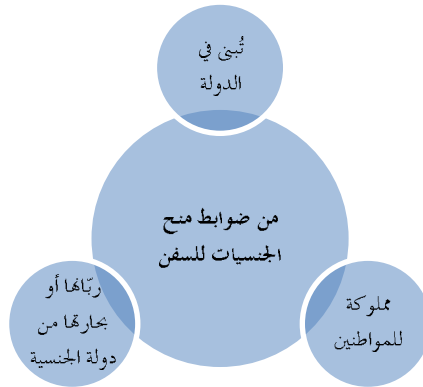 تُبنى في
الدولة
من ضوابط منح
الجنسيات للسفن
مملوكة
للمواطنين
ربّانها أو
بحارتها من
دولة الجنسية